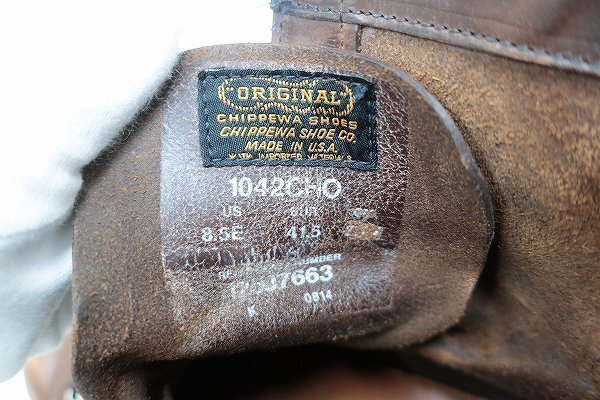 "ORIGINAL"
CHIPPEWA SHOES
CHIPPEWA SHOE CO.
MADE IN U.S.A.
WITH IMPORTED MATERIALS
1042CHO
US EUR
8.5E 41.5
NUMBER
7663
K 0814